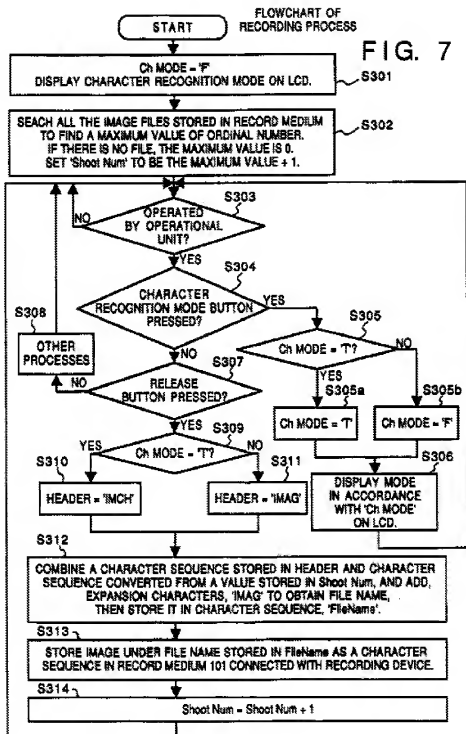 FLOWCHART OF
RECORDING PROCESS
START
FIG. 7
Ch MODE = 'F'
DISPLAY CHARACTER RECOGNITION MODE ON LCD.
S301
SEACH ALL THE IMAGE FILES STORED IN RECORD MEDIUM
TO FIND A MAXIMUM VALUE OF ORDINAL NUMBER.
IF THERE IS NO FILE, THE MAXIMUM VALUE IS 0.
SET 'Shoot Num' TO BE THE MAXIMUM VALUE + 1.
S302
S303
OPERATED
BY OPERATIONAL
UNIT?
NO
YES
S304
CHARACTER
RECOGNITION MODE BUTTON
PRESSED?
YES
NO
S305
Ch MODE = 'T'?
NO
YES
S305a
Ch MODE = 'T'
S305b
Ch MODE = 'F'
S306
DISPLAY MODE
IN ACCORDANCE
WITH 'Ch MODE'
ON LCD.
S307
RELEASE
BUTTON PRESSED?
NO
YES
S308
OTHER
PROCESSES
S309
Ch MODE = 'T'?
YES
NO
S310
HEADER = 'IMCH'
S311
HEADER = 'IMAG'
S312
COMBINE A CHARACTER SEQUENCE STORED IN HEADER AND CHARACTER
SEQUENCE CONVERTED FROM A VALUE STORED IN Shoot Num, AND ADD,
EXPANSION CHARACTERS, 'IMAG' TO OBTAIN FILE NAME,
THEN STORE IT IN CHARACTER SEQUENCE, 'FileName'.
S313
STORE IMAGE UNDER FILE NAME STORED IN FileName AS A CHARACTER
SEQUENCE IN RECORD MEDIUM 101 CONNECTED WITH RECORDING DEVICE.
S314
Shoot Num = Shoot Num + 1